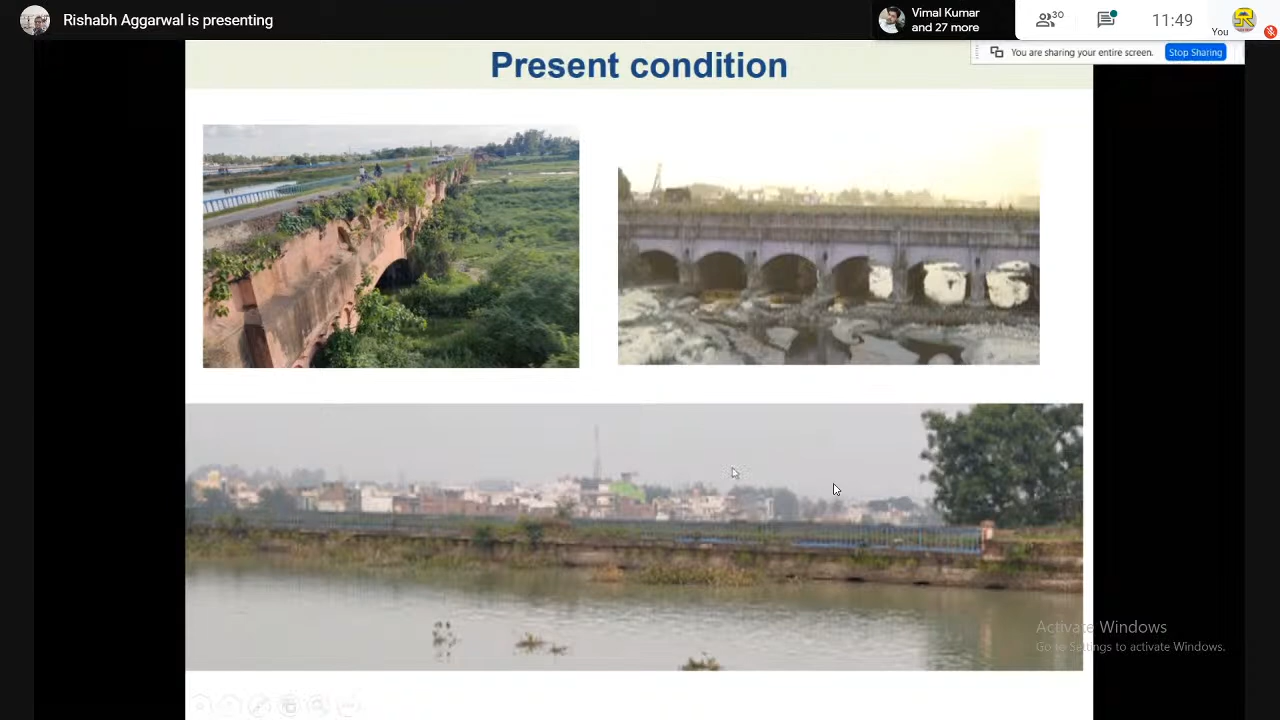 Rishabh Aggarwal is presenting
Vimal Kumar
and 27 more
30
11:49
You
You are sharing your entire screen.
Stop Sharing
Present condition
Activate Windows
Go to Settings to activate Windows.